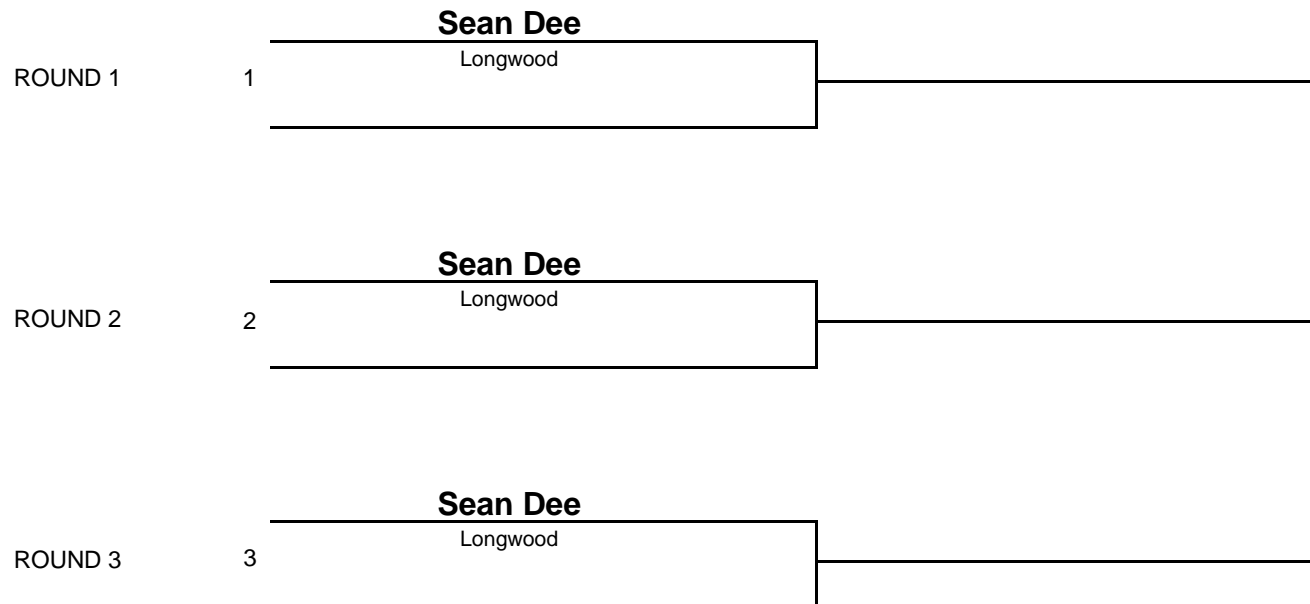 Sean Dee
Longwood
ROUND 1 1
Sean Dee
Longwood
ROUND 2 2
Sean Dee
Longwood
ROUND 3 3